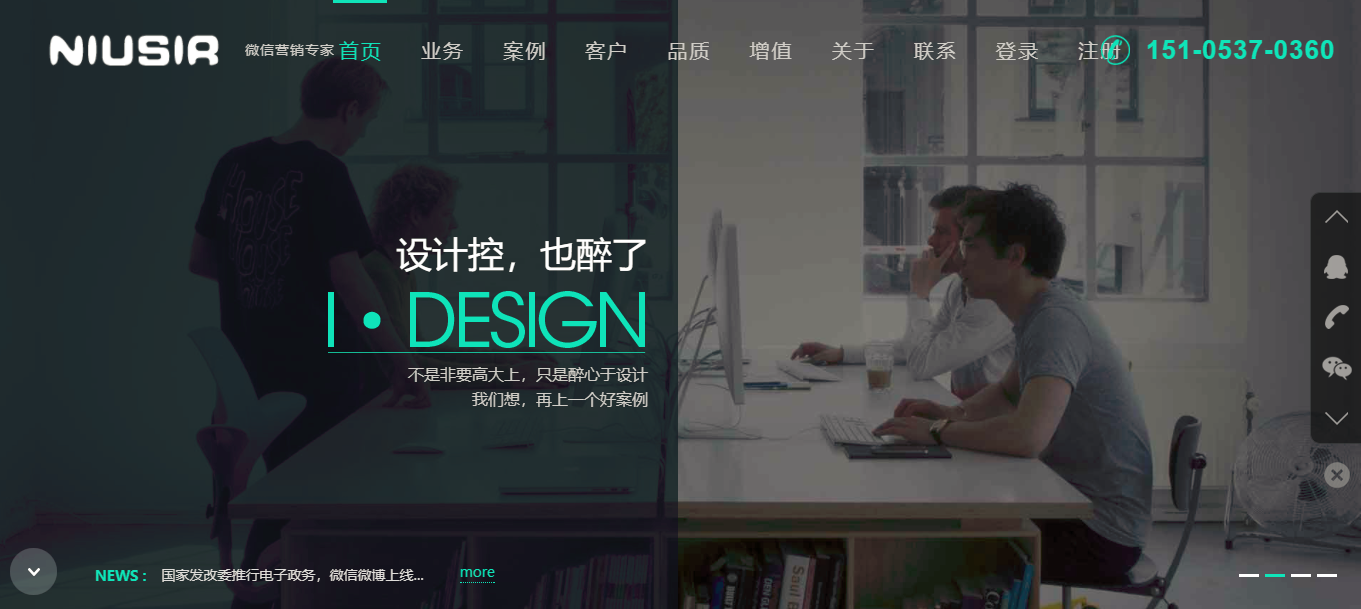 NIUSIR 微信营销专家 首页 业务 案例 客户 品质 增值 关于 联系 登录 注册 151-0537-0360
HOUSE
设计控，也醉了
I · DESIGN
不是非要高大上，只是醉心于设计
我们想，再上一个好案例
NEWS : 国家发改委推行电子政务，微信微博上线... more